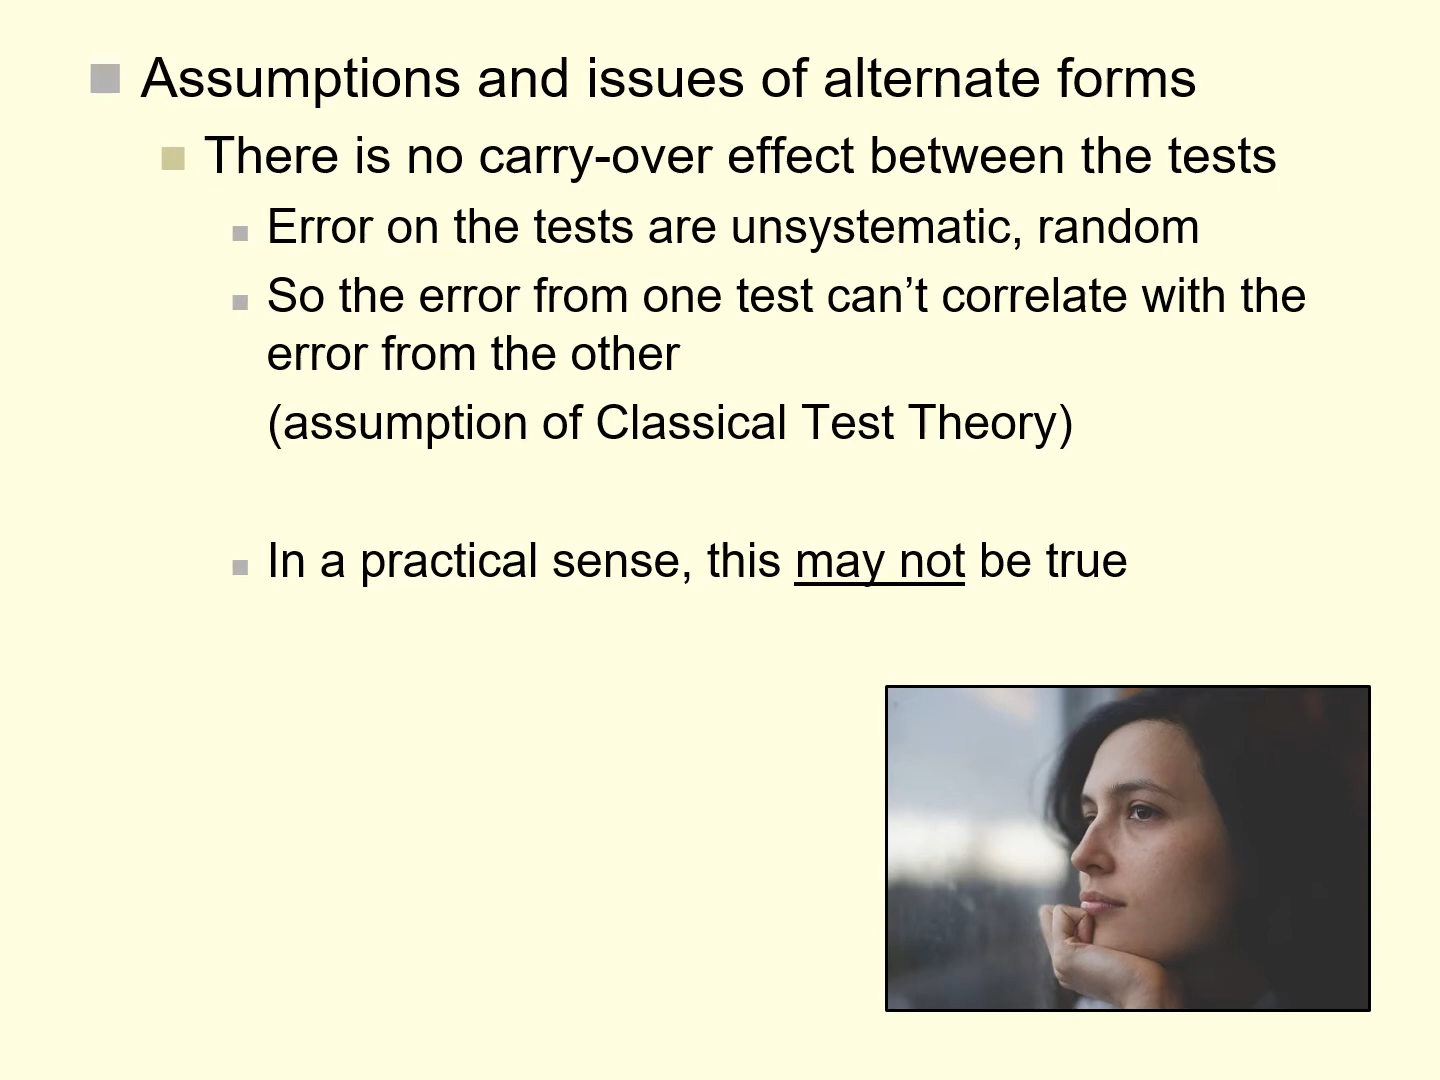 Assumptions and issues of alternate forms
There is no carry-over effect between the tests
Error on the tests are unsystematic, random
So the error from one test can’t correlate with the
error from the other
(assumption of Classical Test Theory)
In a practical sense, this may not be true